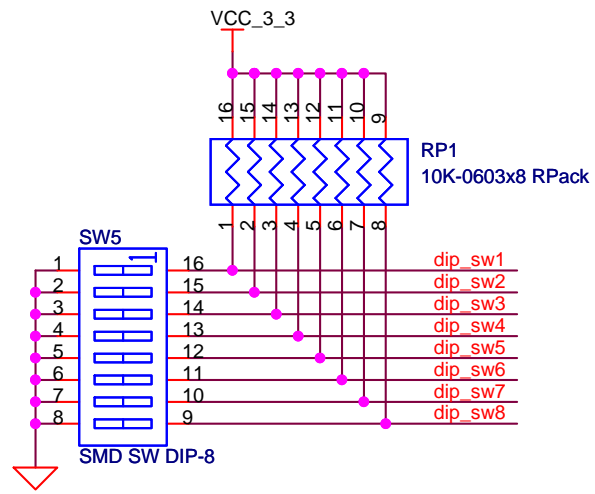 VCC_3_3
16 15 14 13 12 11 10 9
RP1
10K-0603x8 RPack
1 2 3 4 5 6 7 8
SW5
1
1 16 dip_sw1
2 15 dip_sw2
3 14 dip_sw3
4 13 dip_sw4
5 12 dip_sw5
6 11 dip_sw6
7 10 dip_sw7
8 9 dip_sw8
SMD SW DIP-8